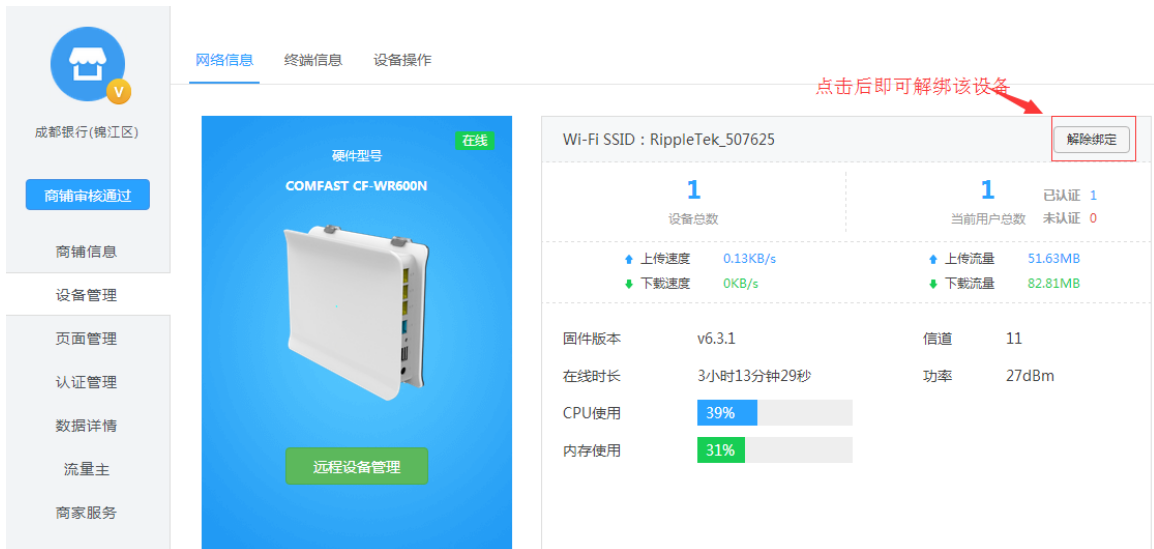 V
成都银行(锦江区)
商铺审核通过
商铺信息
设备管理
页面管理
认证管理
数据详情
流量主
商家服务
网络信息 终端信息 设备操作
点击后即可解绑该设备
在线
硬件型号
COMFAST CF-WR600N
远程设备管理
Wi-Fi SSID：RippleTek_507625 解除绑定
1
设备总数
1
当前用户总数
已认证 1
未认证 0
上传速度 0.13KB/s 上传流量 51.63MB
下载速度 0KB/s 下载流量 82.81MB
固件版本 v6.3.1 信道 11
在线时长 3小时13分钟29秒 功率 27dBm
CPU使用 39%
内存使用 31%